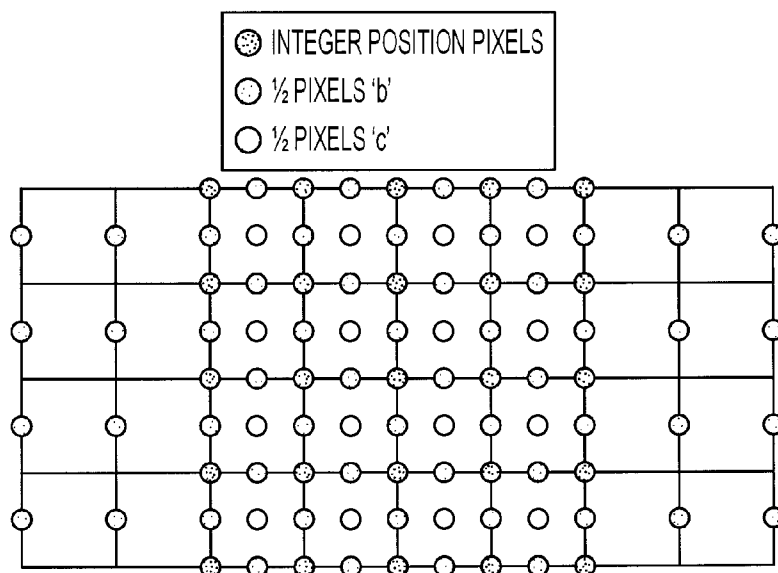 INTEGER POSITION PIXELS
½ PIXELS ‘b’
½ PIXELS ‘c’